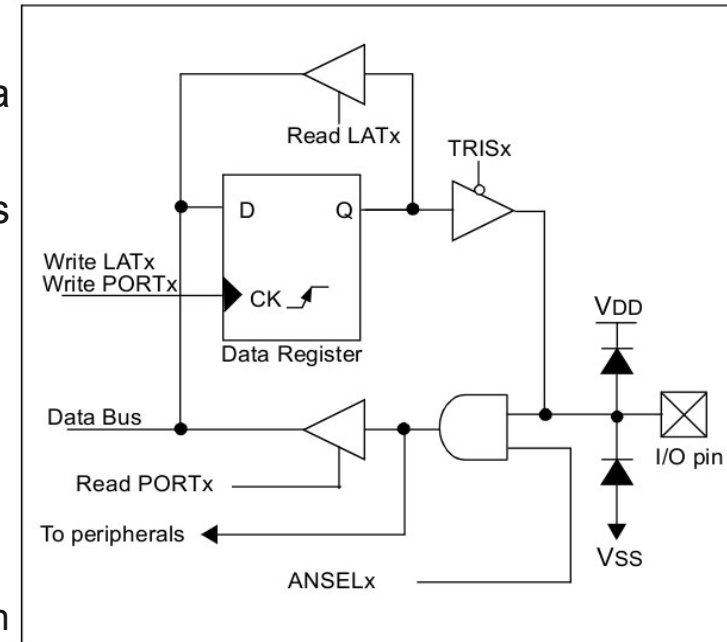 a
Read LATx
TRISx
s
D
Q
Write LATx
Write PORTx
CK
VDD
Data Register
Data Bus
I/O pin
Read PORTx
To peripherals
VSS
ANSELx
n